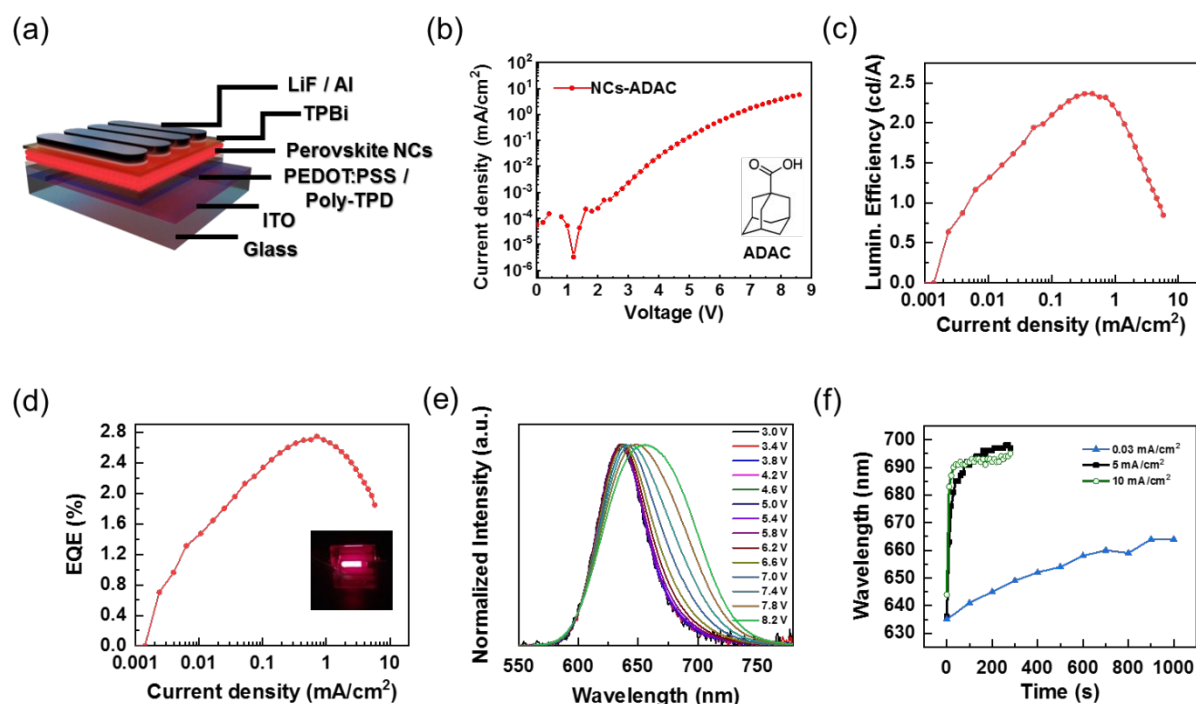 (a)
LiF / Al
TPBi
Perovskite NCs
PEDOT:PSS /
Poly-TPD
ITO
Glass
(b)
Current density (mA/cm²)
10²
10¹
10⁰
10⁻¹
10⁻²
10⁻³
10⁻⁴
10⁻⁵
10⁻⁶
NCs-ADAC
O
OH
ADAC
0 1 2 3 4 5 6 7 8 9
Voltage (V)
(c)
Lumin. Efficiency (cd/A)
2.5
2.0
1.5
1.0
0.5
0.0
0.001 0.01 0.1 1 10
Current density (mA/cm²)
(d)
EQE (%)
2.8
2.4
2.0
1.6
1.2
0.8
0.4
0.0
0.001 0.01 0.1 1 10
Current density (mA/cm²)
(e)
Normalized Intensity (a.u.)
3.0 V
3.4 V
3.8 V
4.2 V
4.6 V
5.0 V
5.4 V
5.8 V
6.2 V
6.6 V
7.0 V
7.4 V
7.8 V
8.2 V
550 600 650 700 750
Wavelength (nm)
(f)
Wavelength (nm)
700
690
680
670
660
650
640
630
0.03 mA/cm²
5 mA/cm²
10 mA/cm²
0 200 400 600 800 1000
Time (s)